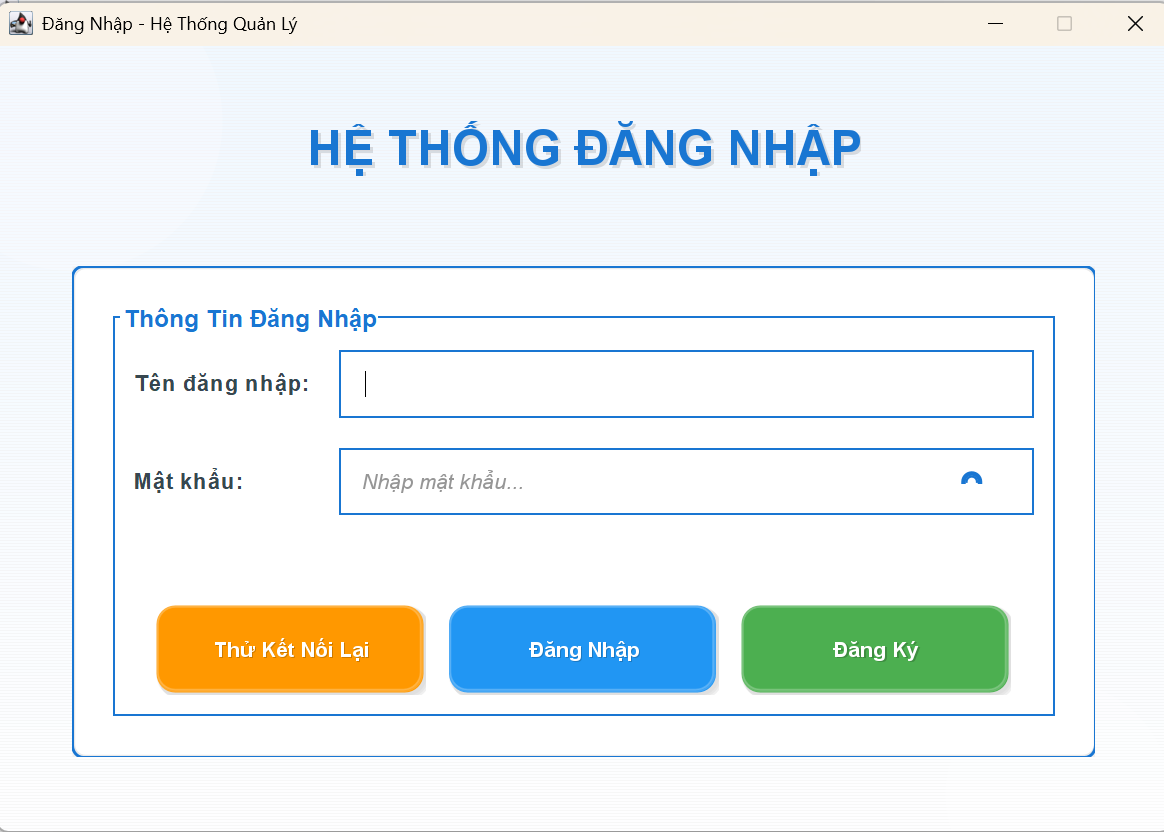 Đăng Nhập - Hệ Thống Quản Lý
HỆ THỐNG ĐĂNG NHẬP
Thông Tin Đăng Nhập
Tên đăng nhập:
Mật khẩu:
Nhập mật khẩu...
Thử Kết Nối Lại
Đăng Nhập
Đăng Ký